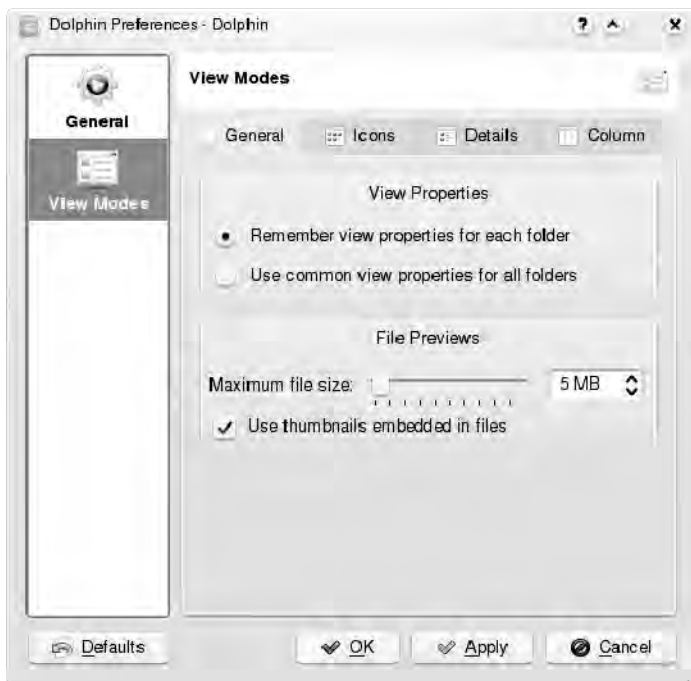 Dolphin Preferences - Dolphin
General
View Modes
View Modes
General Icons Details Column
View Properties
Remember view properties for each folder
Use common view properties for all folders
File Previews
Maximum file size: 5 MB
Use thumbnails embedded in files
Defaults OK Apply Cancel